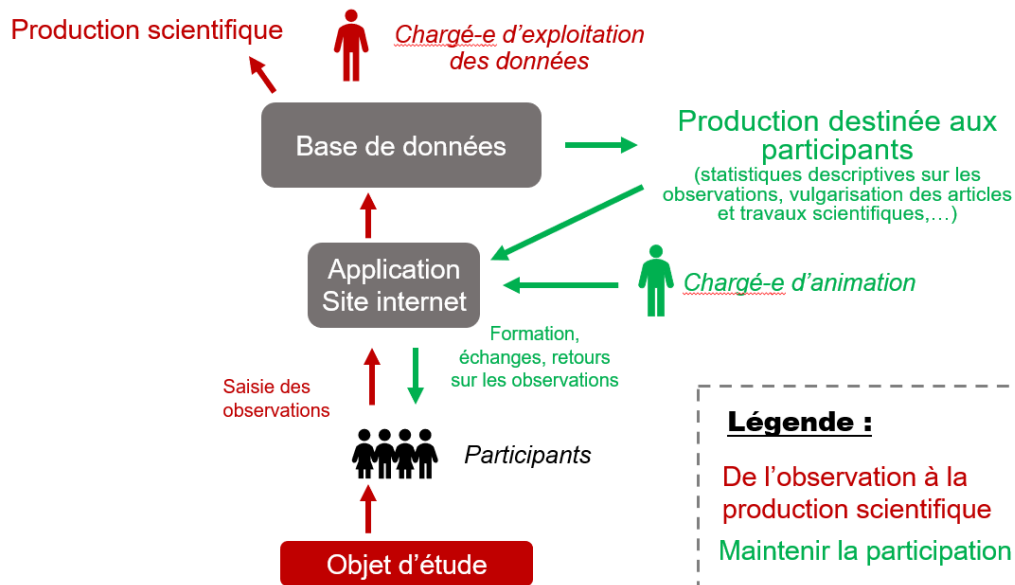 Production scientifique
Chargé-e d’exploitation
des données
Base de données
Production destinée aux
participants
(statistiques descriptives sur les
observations, vulgarisation des articles
et travaux scientifiques,…)
Application
Site internet
Chargé-e d’animation
Formation,
échanges, retours
sur les observations
Saisie des
observations
Participants
Objet d’étude
Légende :
De l’observation à la
production scientifique
Maintenir la participation